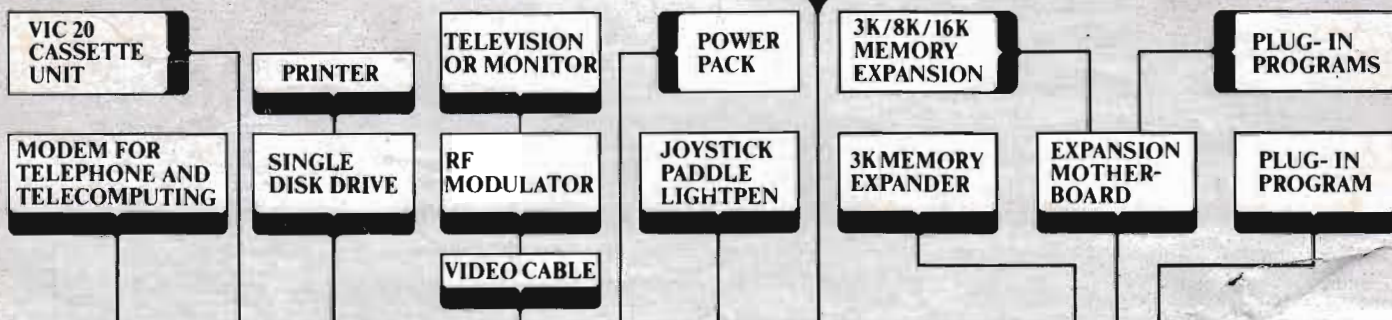 VIC 20
CASSETTE
UNIT
PRINTER
TELEVISION
OR MONITOR
POWER
PACK
3K/8K/16K
MEMORY
EXPANSION
PLUG-IN
PROGRAMS
MODEM FOR
TELEPHONE AND
TELECOMPUTING
SINGLE
DISK DRIVE
RF
MODULATOR
JOYSTICK
PADDLE
LIGHTPEN
3K MEMORY
EXPANDER
EXPANSION
MOTHER-
BOARD
PLUG-IN
PROGRAM
VIDEO CABLE